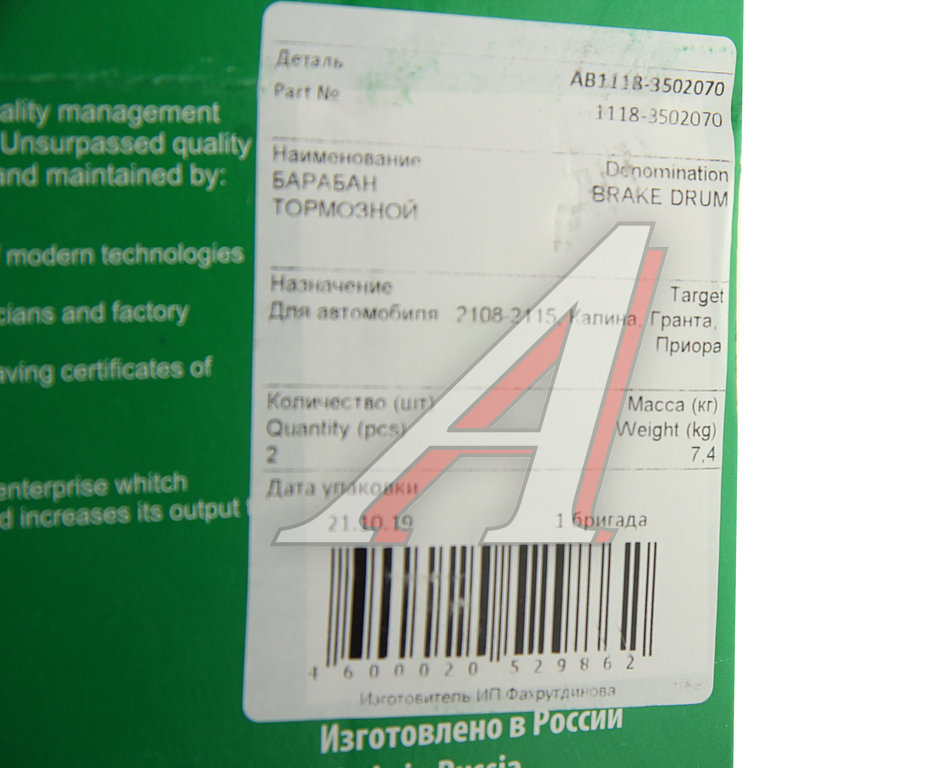 ality management
Unsurpassed quality
and maintained by:
f modern technologies
cians and factory
aving certificates of
enterprise whitch
d increases its output
Деталь
Part № АВ1118-3502070
1118-3502070
Наименование Denomination
БАРАБАН BRAKE DRUM
ТОРМОЗНОЙ
Назначение Target
Для автомобиля 2108-2115, Калина, Гранта,
Приора
Количество (шт) Масса (кг)
Quantity (pcs) Weight (kg)
2 7,4
Дата упаковки
21.10.19 1 бригада
4 600020 529862
Изготовитель ИП Фахрутдинова
Изготовлено в России
Russia